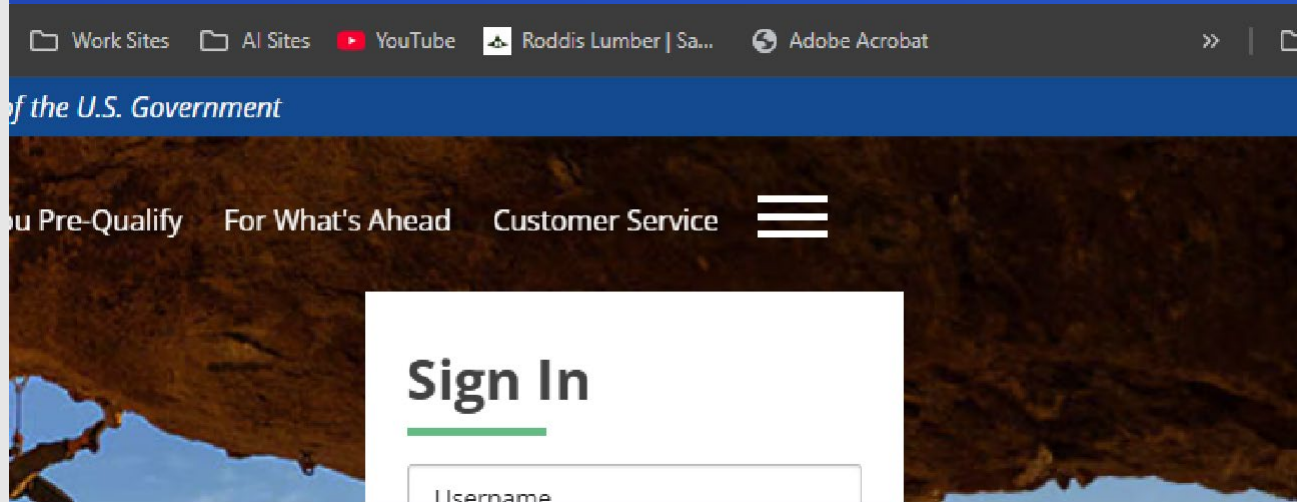 Work Sites AI Sites YouTube Roddis Lumber | Sa... Adobe Acrobat »
of the U.S. Government
u Pre-Qualify For What's Ahead Customer Service
Sign In
Username